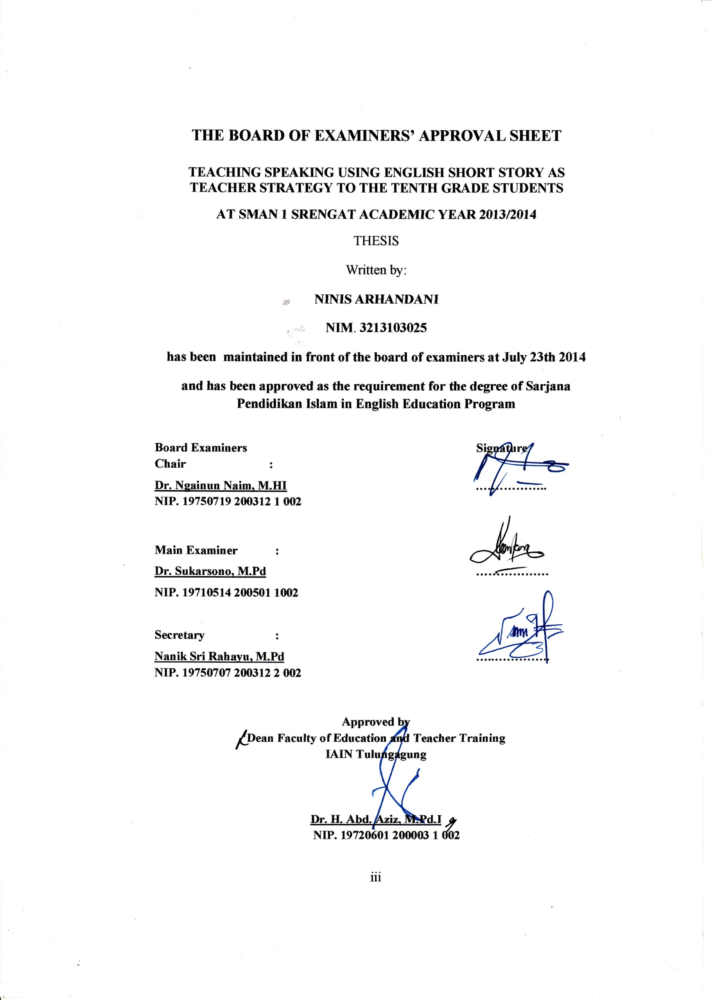 THE BOARD OF EXAMINERS’ APPROVAL SHEET
TEACHING SPEAKING USING ENGLISH SHORT STORY AS
TEACHER STRATEGY TO THE TENTH GRADE STUDENTS
AT SMAN 1 SRENGAT ACADEMIC YEAR 2013/2014
THESIS
Written by:
NINIS ARHANDANI
NIM. 3213103025
has been maintained in front of the board of examiners at July 23th 2014
and has been approved as the requirement for the degree of Sarjana
Pendidikan Islam in English Education Program
Board Examiners Signature
Chair :
Dr. Ngainun Naim, M.HI ...................
NIP. 19750719 200312 1 002
Main Examiner :
Dr. Sukarsono, M.Pd ...................
NIP. 19710514 200501 1002
Secretary :
Nanik Sri Rahayu, M.Pd ...................
NIP. 19750707 200312 2 002
Approved by
Dean Faculty of Education and Teacher Training
IAIN Tulungagung
Dr. H. Abd. Aziz, M.Pd.I
NIP. 19720601 200003 1 002
iii